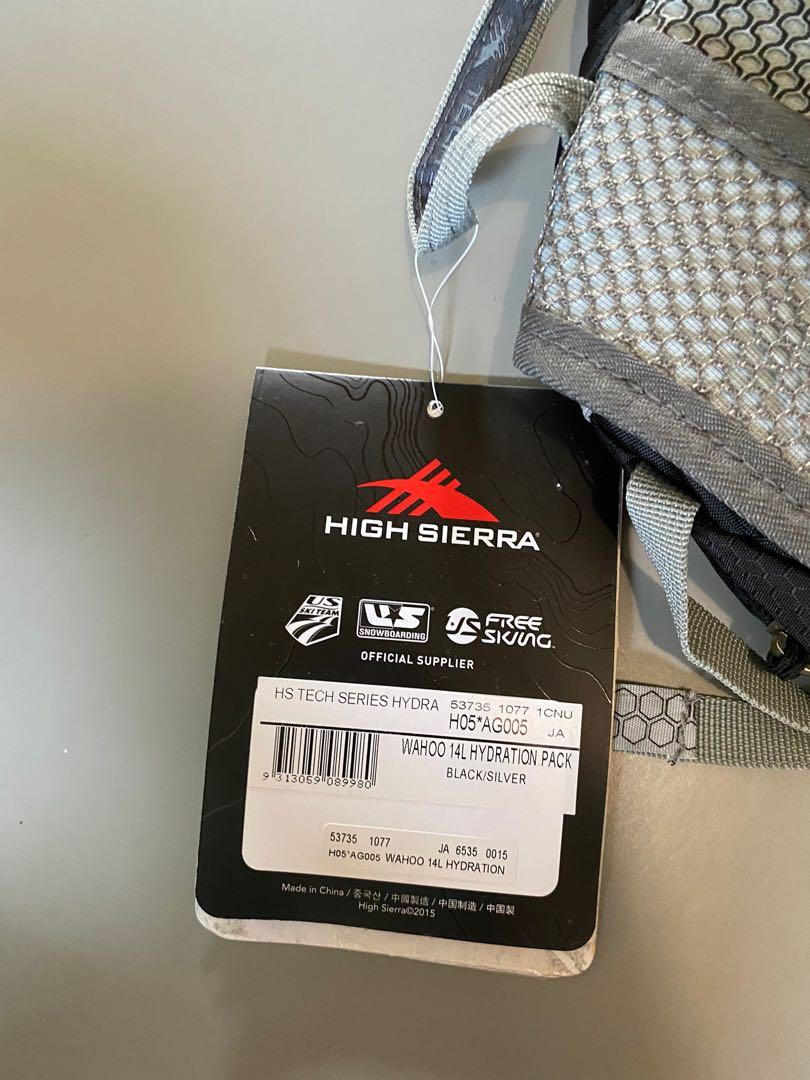 HIGH SIERRA
US
SKI TEAM
US
SNOWBOARDING
US
FREE
SKIING
OFFICIAL SUPPLIER
HS TECH SERIES HYDRA 53735 1077 1CNU
H05*AG005 JA
WAHOO 14L HYDRATION PACK
BLACK/SILVER
9 313059 089980
53735 1077 JA 6535 0015
H05*AG005 WAHOO 14L HYDRATION
Made in China / 중국산 / 中國製造 / 中国制造 / 中国製
High Sierra©2015